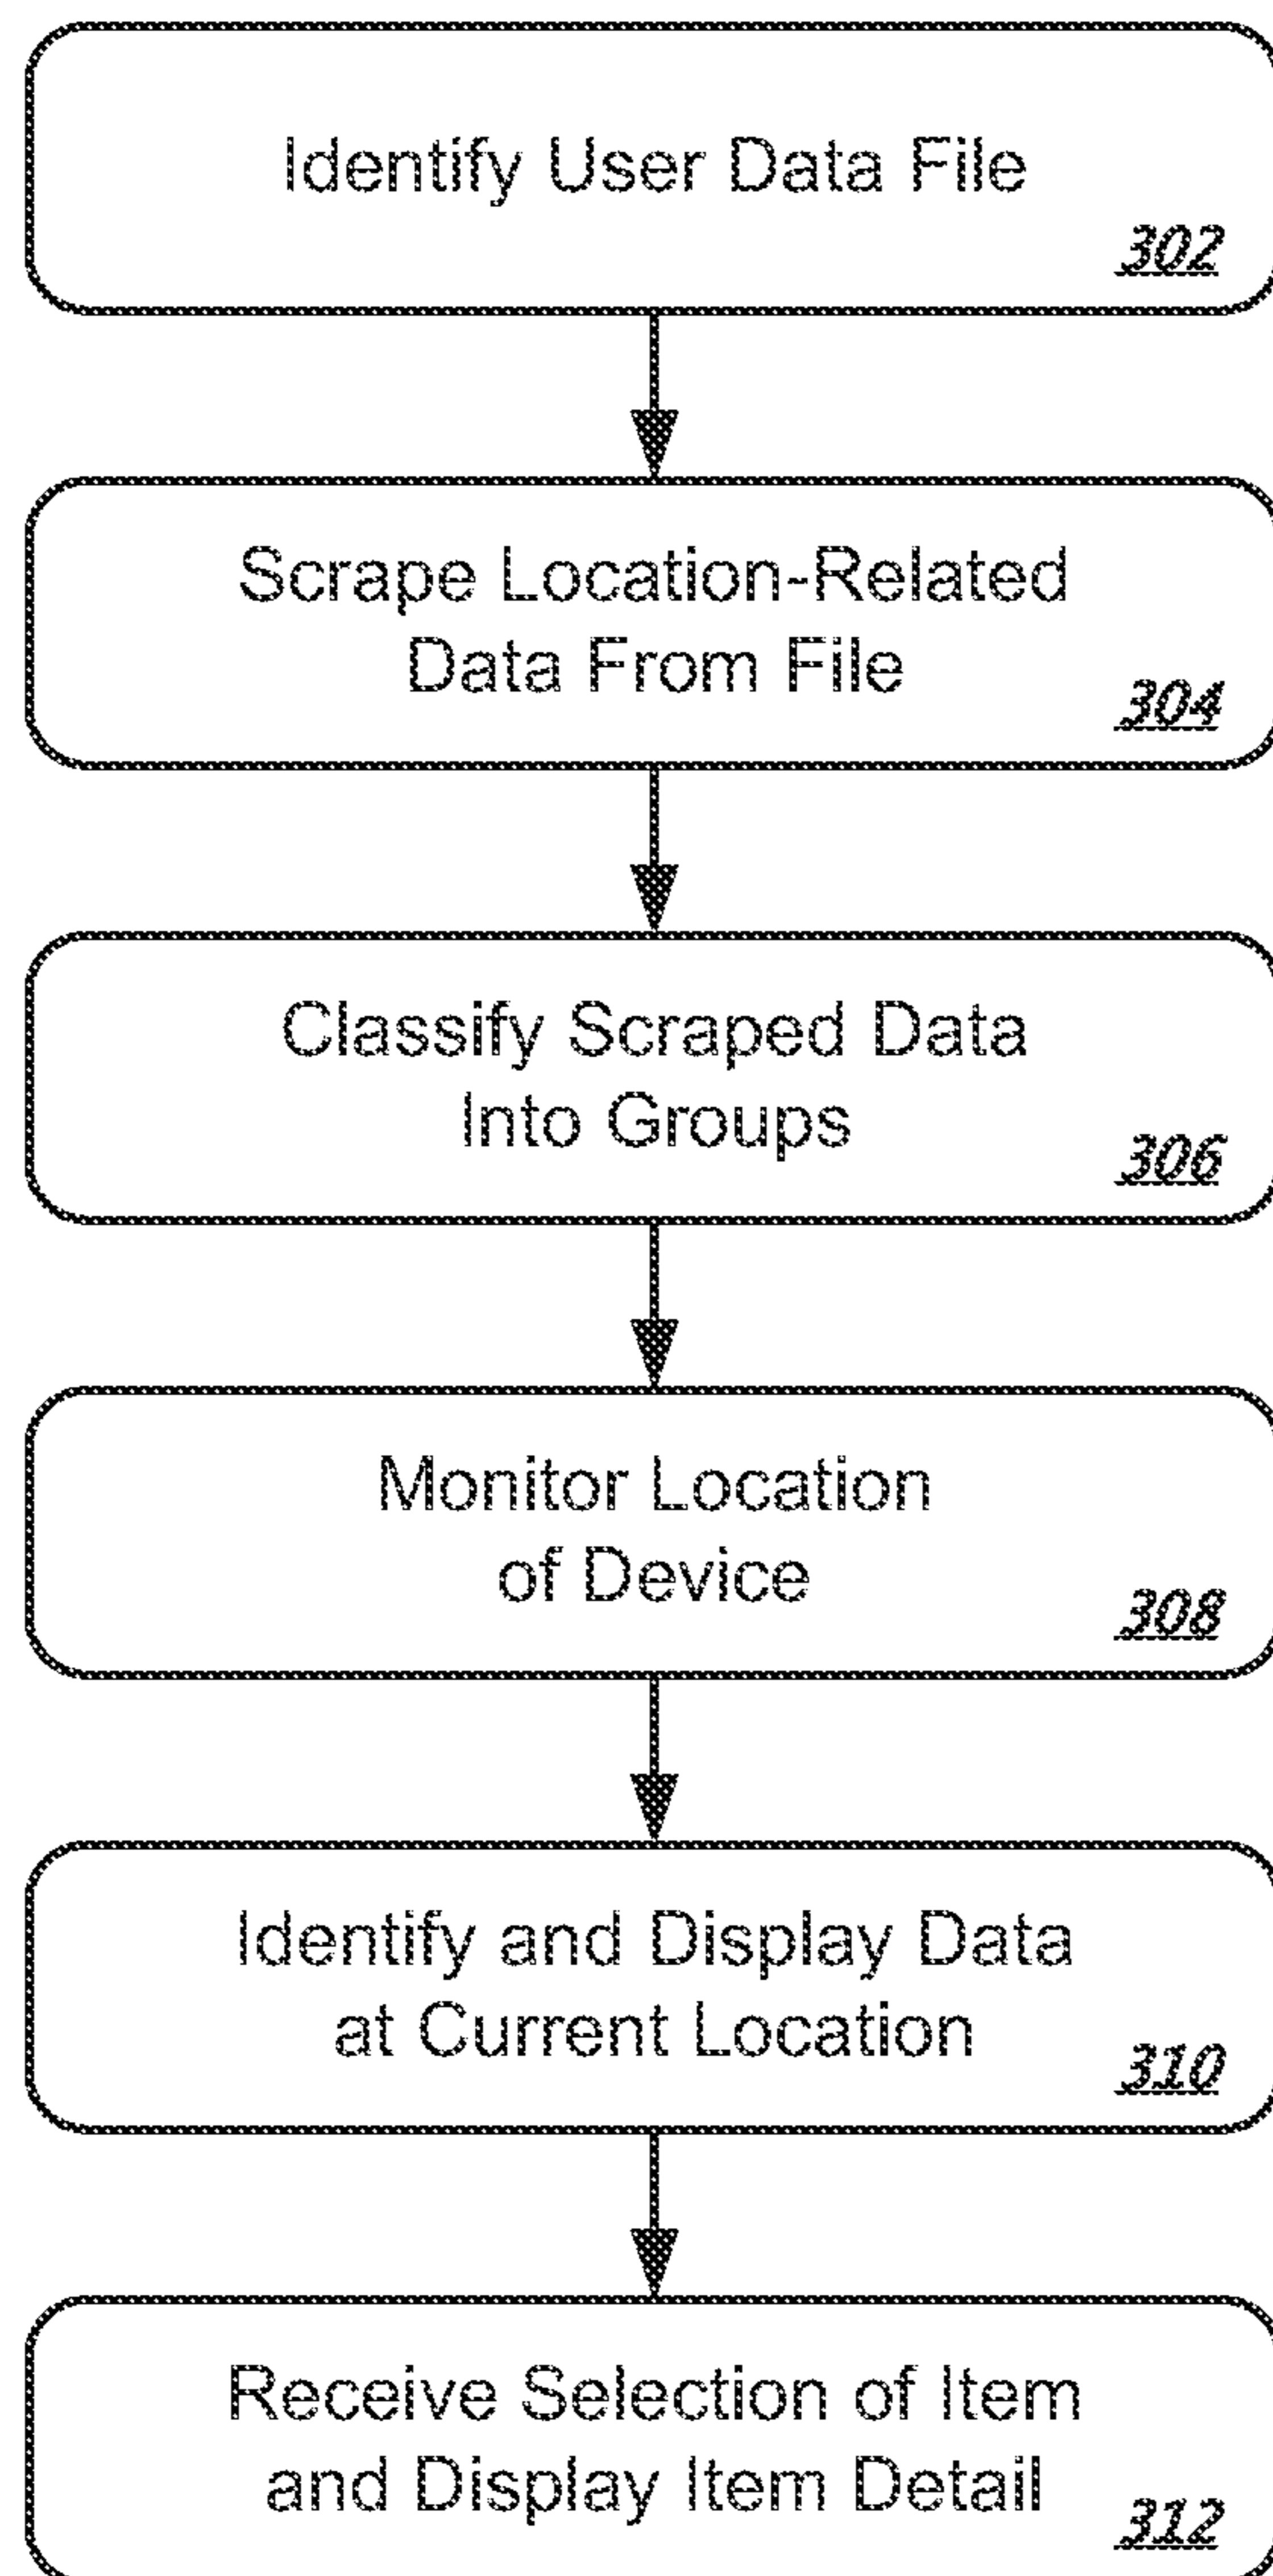 Identify User Data File
302
Scrape Location-Related
Data From File
304
Classify Scraped Data
Into Groups
306
Monitor Location
of Device
308
Identify and Display Data
at Current Location
310
Receive Selection of Item
and Display Item Detail
312